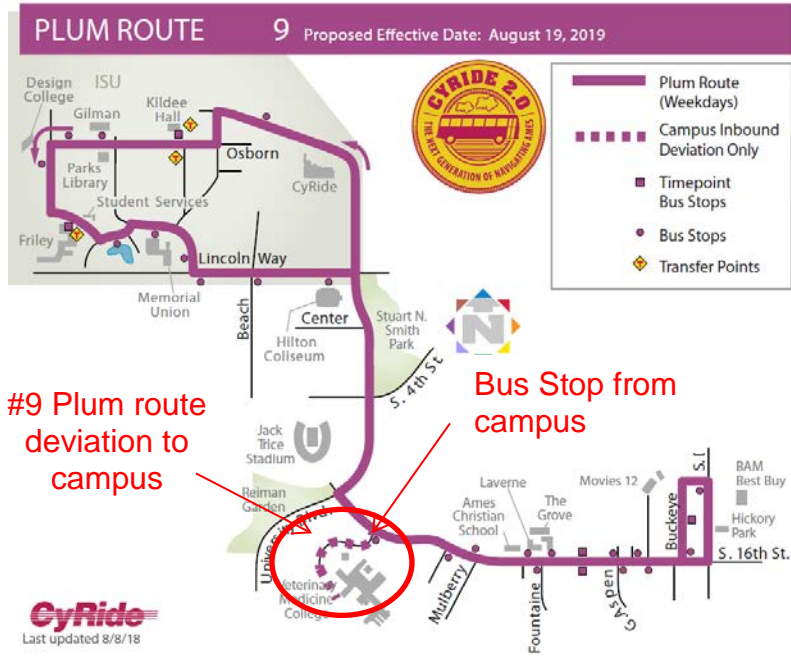 PLUM ROUTE 9 Proposed Effective Date: August 19, 2019
Design
College
ISU
Gilman
Kildee
Hall
T
T
Osborn
Parks
Library
CyRide
Student Services
T
Friley
Lincoln Way
Memorial
Union
Beach
Center
Hilton
Coliseum
Stuart N.
Smith
Park
S. 4th St.
CYRIDE 2.0
THE NEXT GENERATION OF NAVIGATING AMES
Plum Route
(Weekdays)
Campus Inbound
Deviation Only
Timepoint
Bus Stops
Bus Stops
T Transfer Points
N
#9 Plum route
deviation to
campus
Bus Stop from
campus
Jack
Trice
Stadium
Reiman
Garden
University Blvd.
Veterinary
Medicine
College
Mulberry
Ames
Christian
School
Laverne
The
Grove
Fountaine
G.Aspen
Movies 12
Buckeye
S.
BAM
Best Buy
Hickory
Park
S. 16th St.
CyRide
Last updated 8/8/18